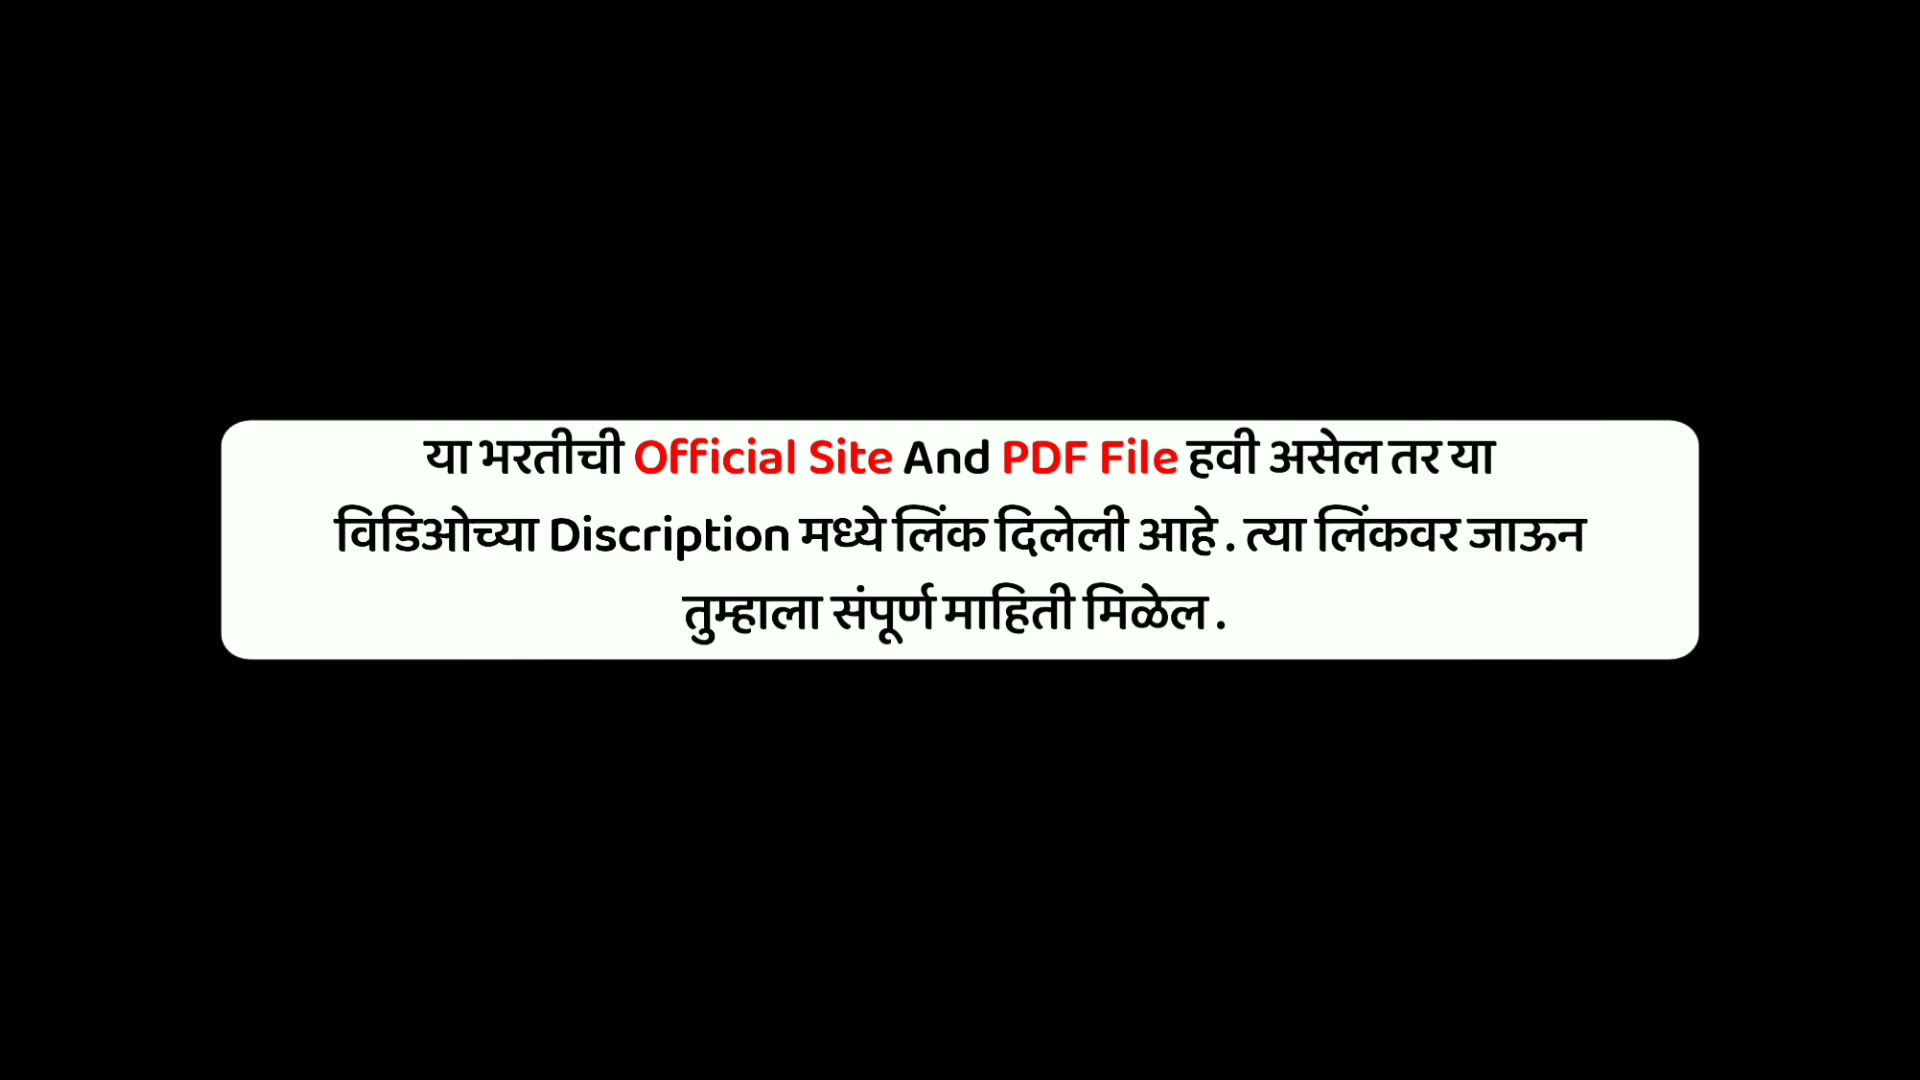 या भरतीची Official Site And PDF File हवी असेल तर या
विडिओच्या Discription मध्ये लिंक दिलेली आहे . त्या लिंकवर जाऊन
तुम्हाला संपूर्ण माहिती मिळेल .